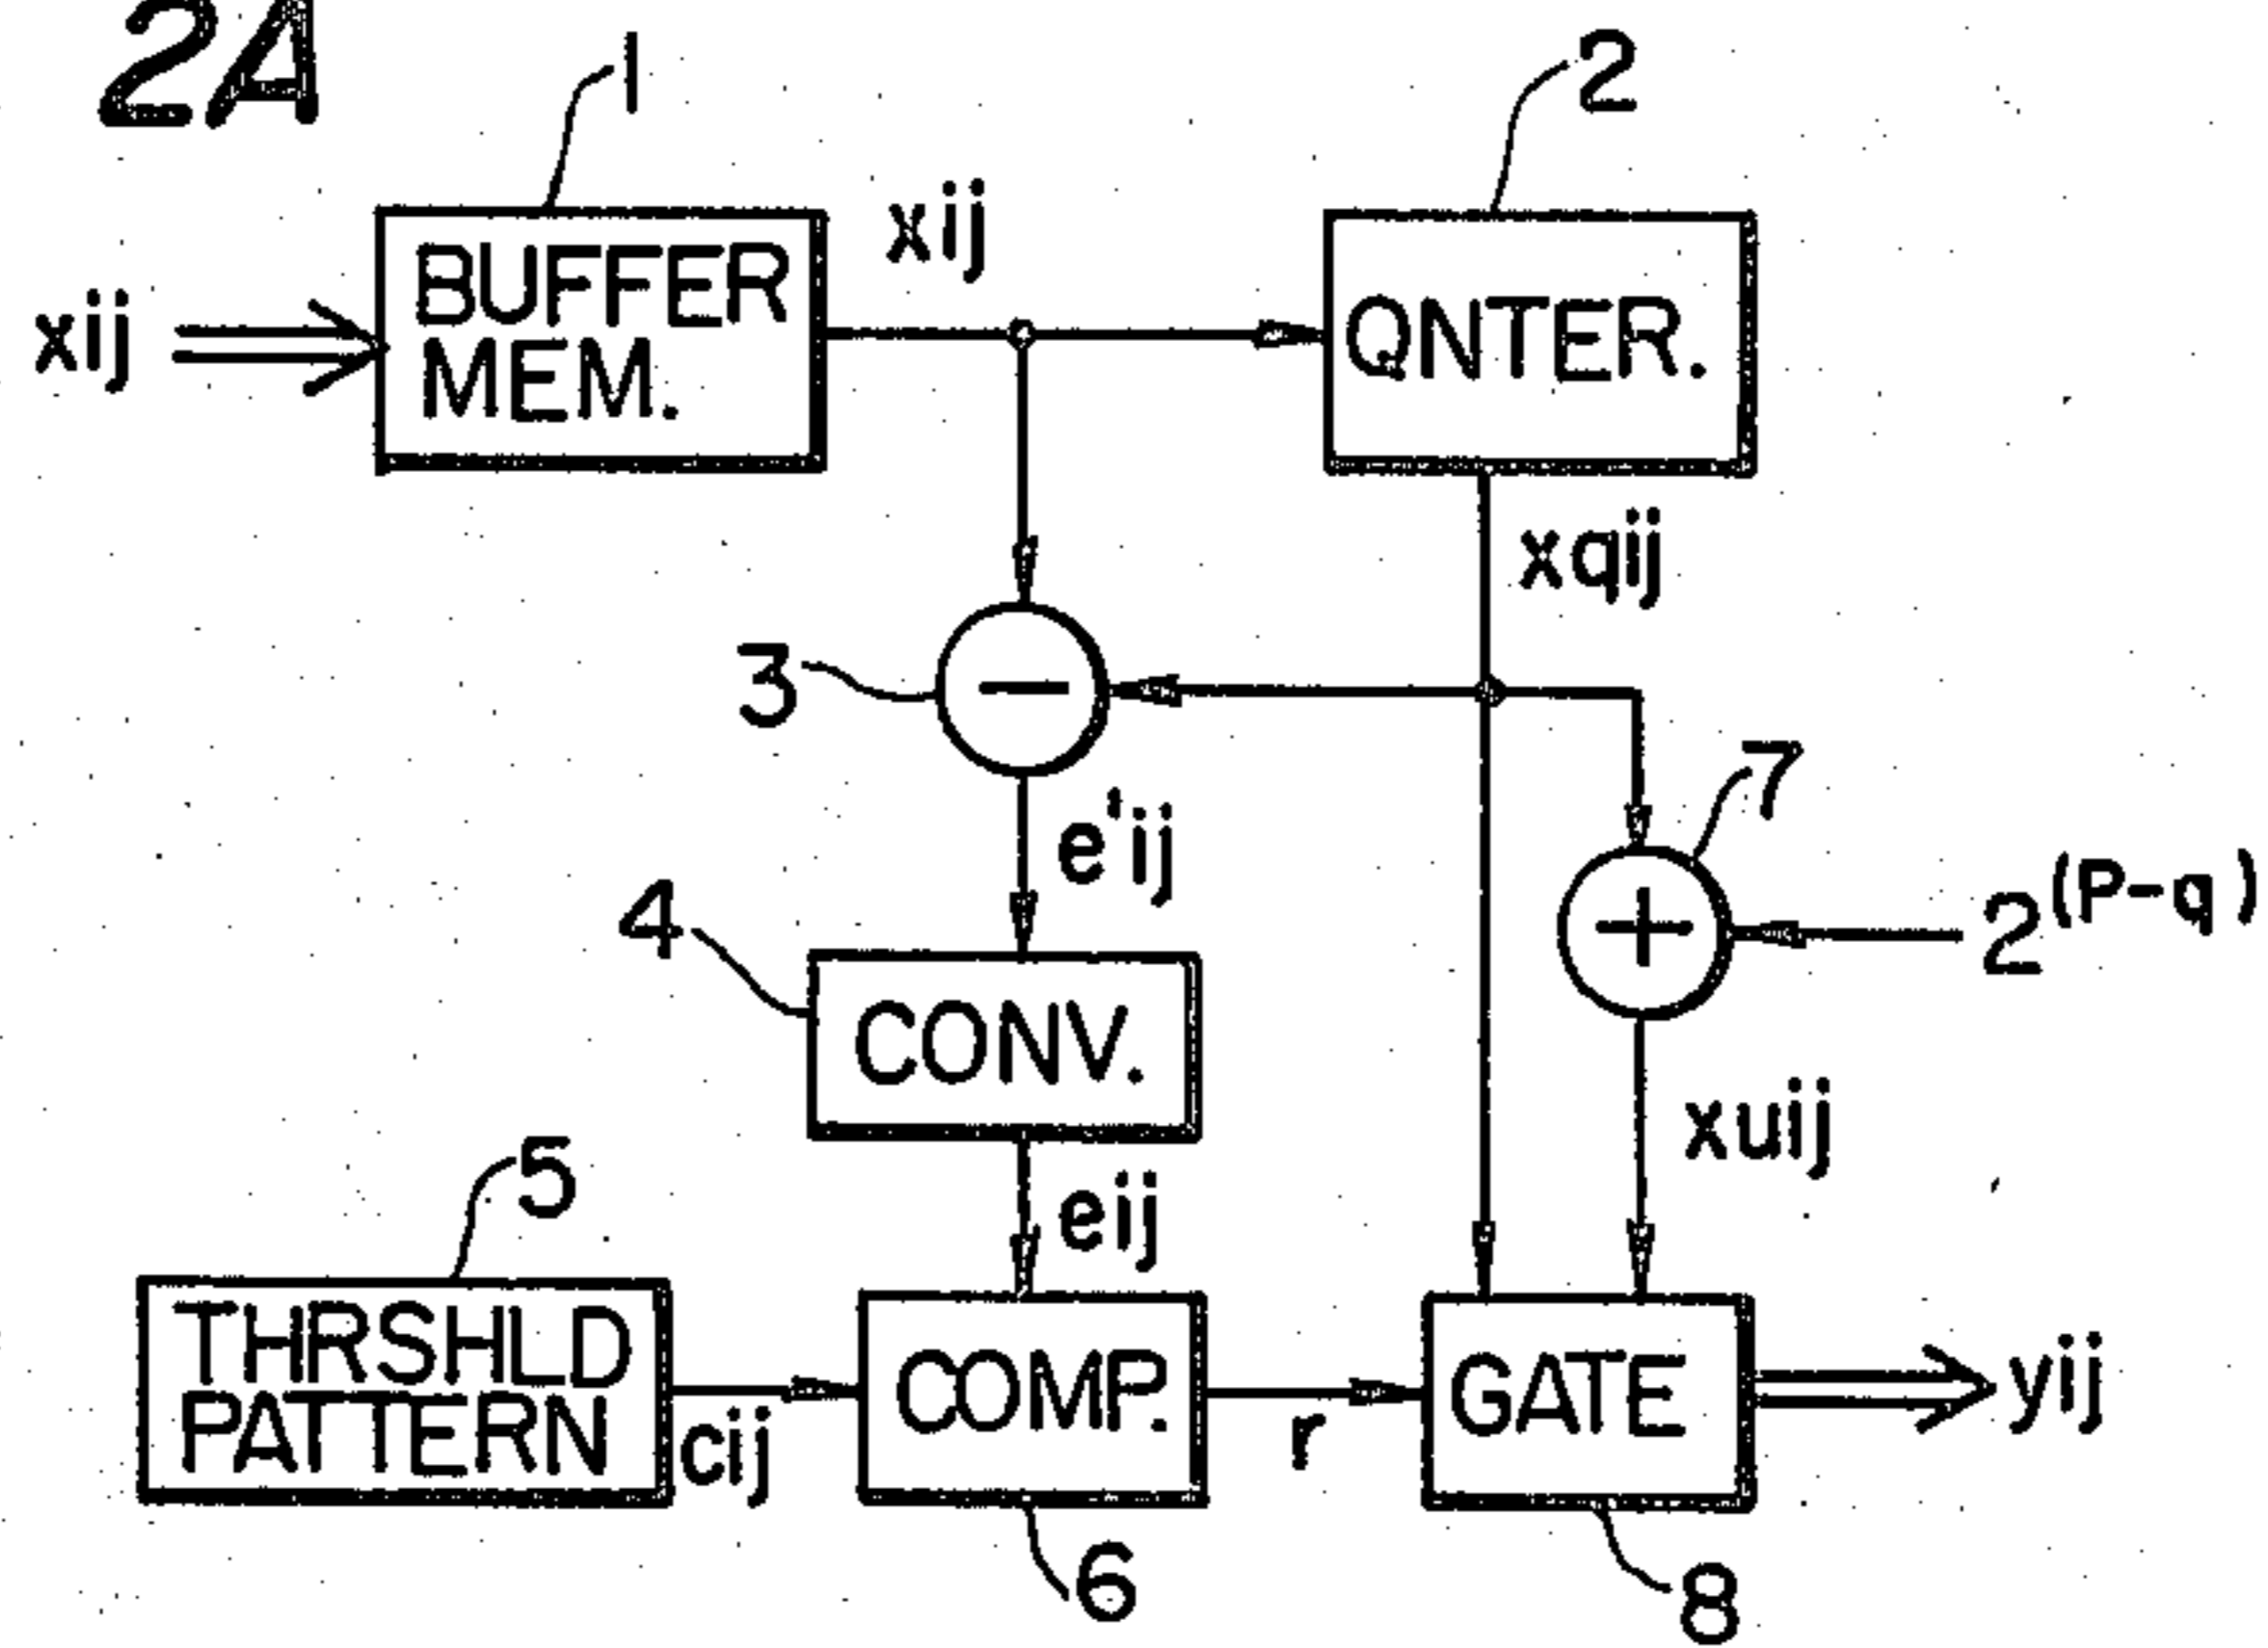 2A
1
2
xij
BUFFER
MEM.
xij
QNTER.
xqij
3
−
e'ij
7
+
2(P-q)
4
CONV.
xuij
eij
5
THRSHLD
PATTERN
cij
COMP.
r
GATE
yij
6
8